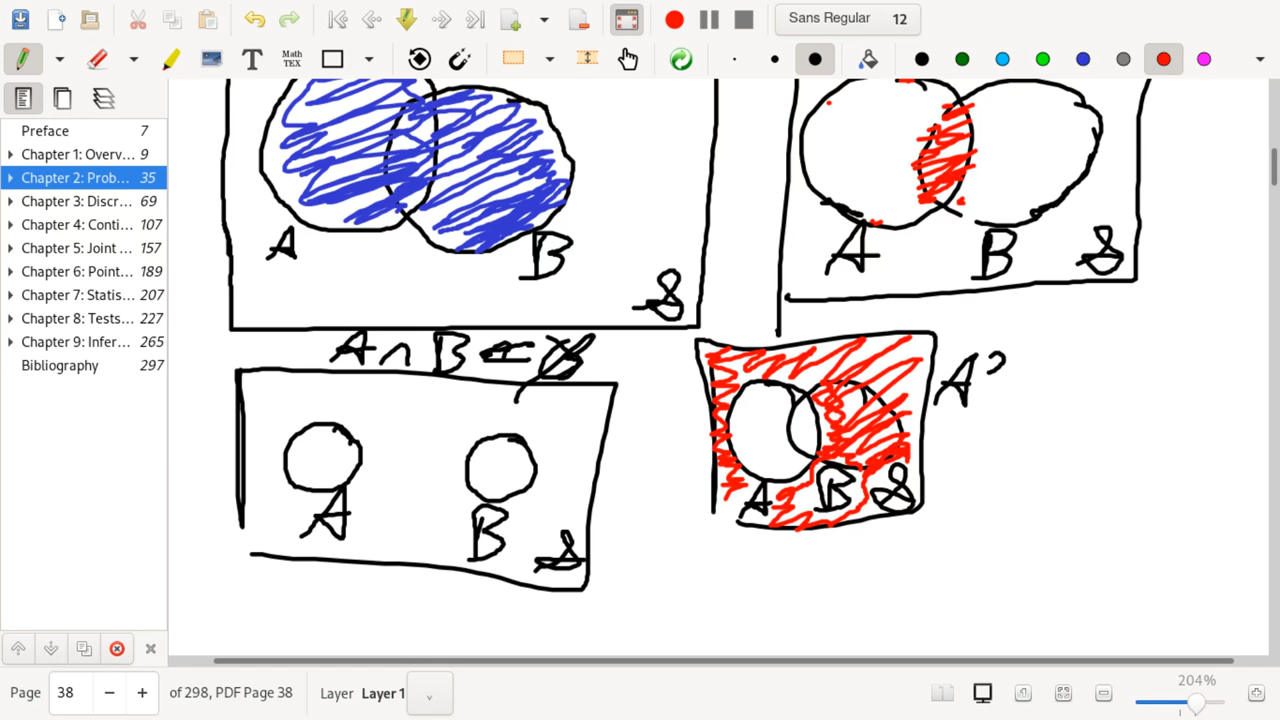 Sans Regular 12
Math
TEX
Preface 7
Chapter 1: Overv... 9
Chapter 2: Prob... 35
Chapter 3: Discr... 69
Chapter 4: Conti... 107
Chapter 5: Joint ... 157
Chapter 6: Point... 189
Chapter 7: Statis... 207
Chapter 8: Tests... 227
Chapter 9: Infer... 265
Bibliography 297
A B S
A B S
A ∩ B = ∅
A B S
A B S A'
Page 38 of 298, PDF Page 38 Layer Layer 1 204%